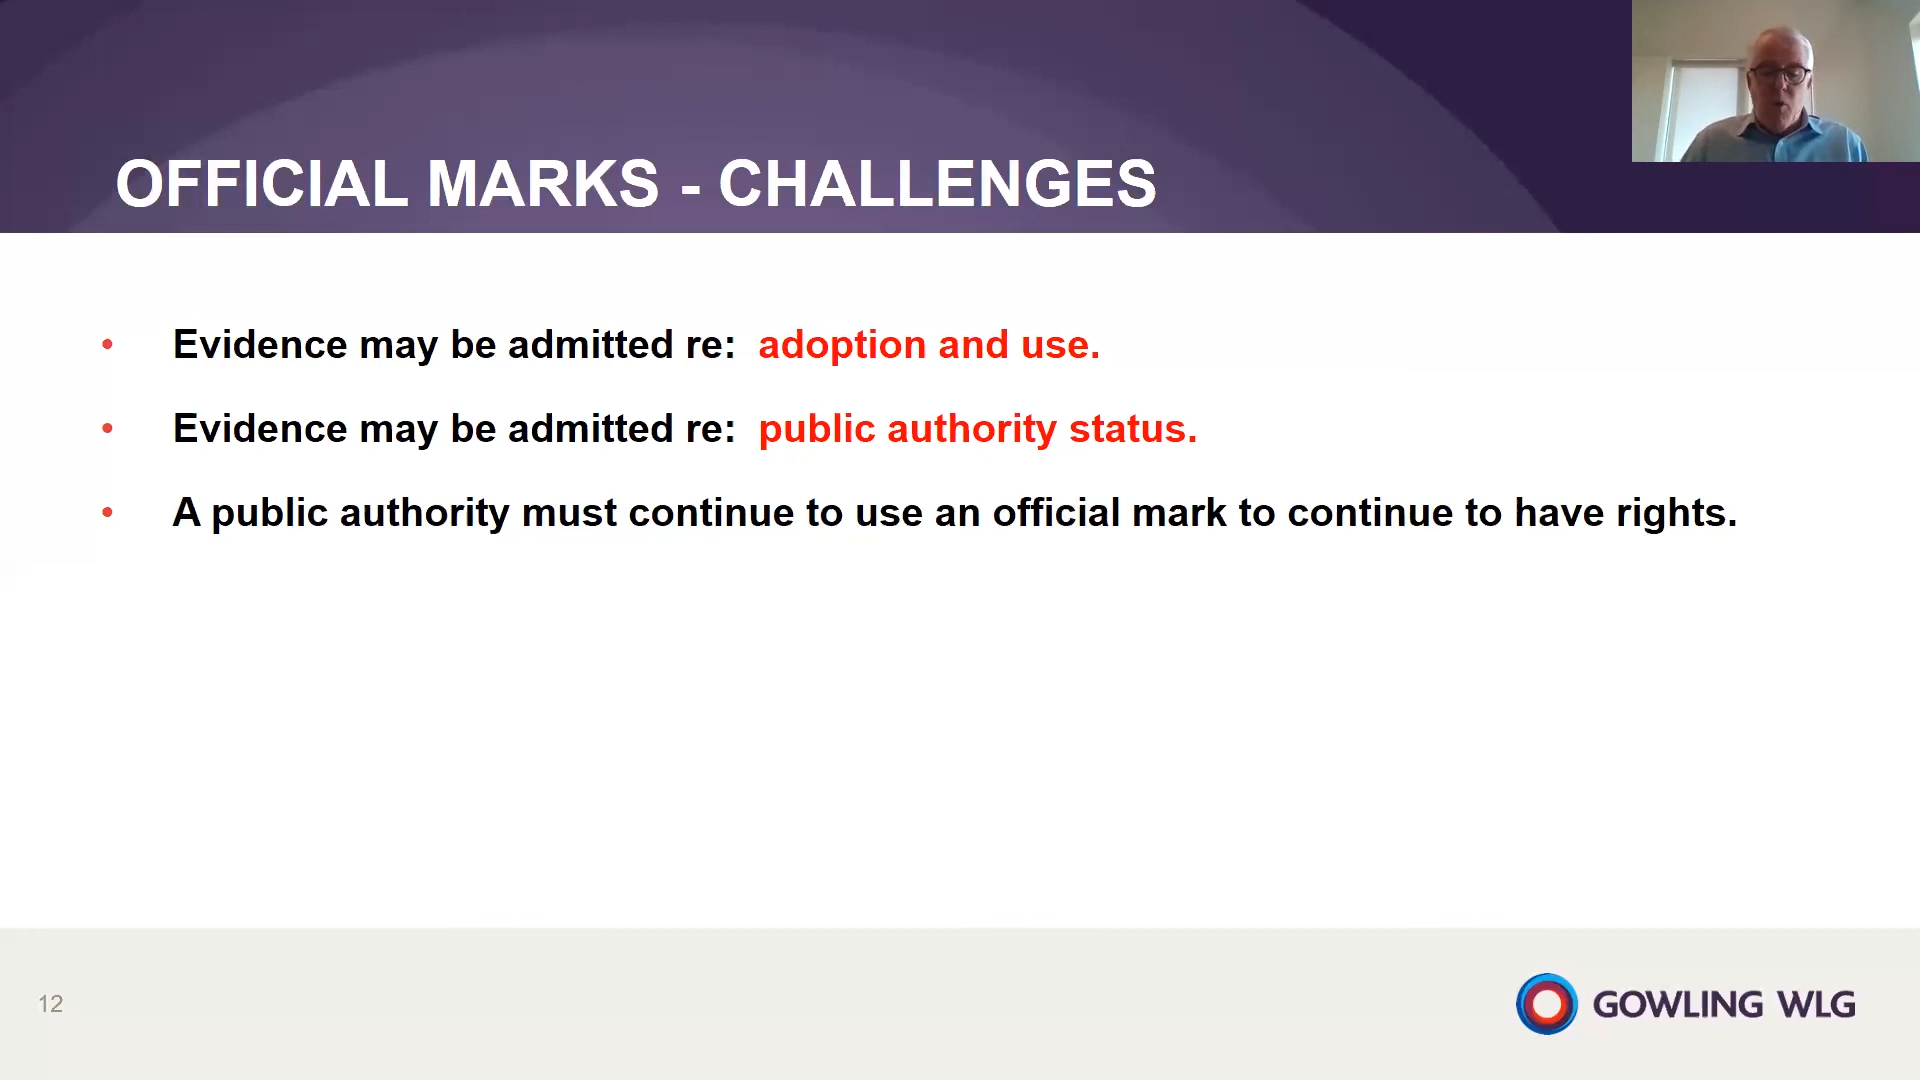 OFFICIAL MARKS - CHALLENGES
• Evidence may be admitted re: adoption and use.
• Evidence may be admitted re: public authority status.
• A public authority must continue to use an official mark to continue to have rights.
12
GOWLING WLG